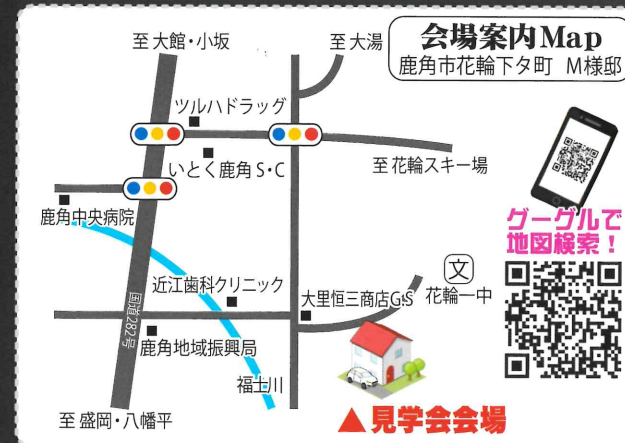 会場案内Map
鹿角市花輪下タ町 M様邸
至 大館・小坂
至 大湯
ツルハドラッグ
いとく鹿角S・C
至 花輪スキー場
鹿角中央病院
グーグルで
地図検索!
近江歯科クリニック
文
大里恒三商店G.S
花輪一中
国道282号
鹿角地域振興局
福士川
至 盛岡・八幡平
▲見学会会場